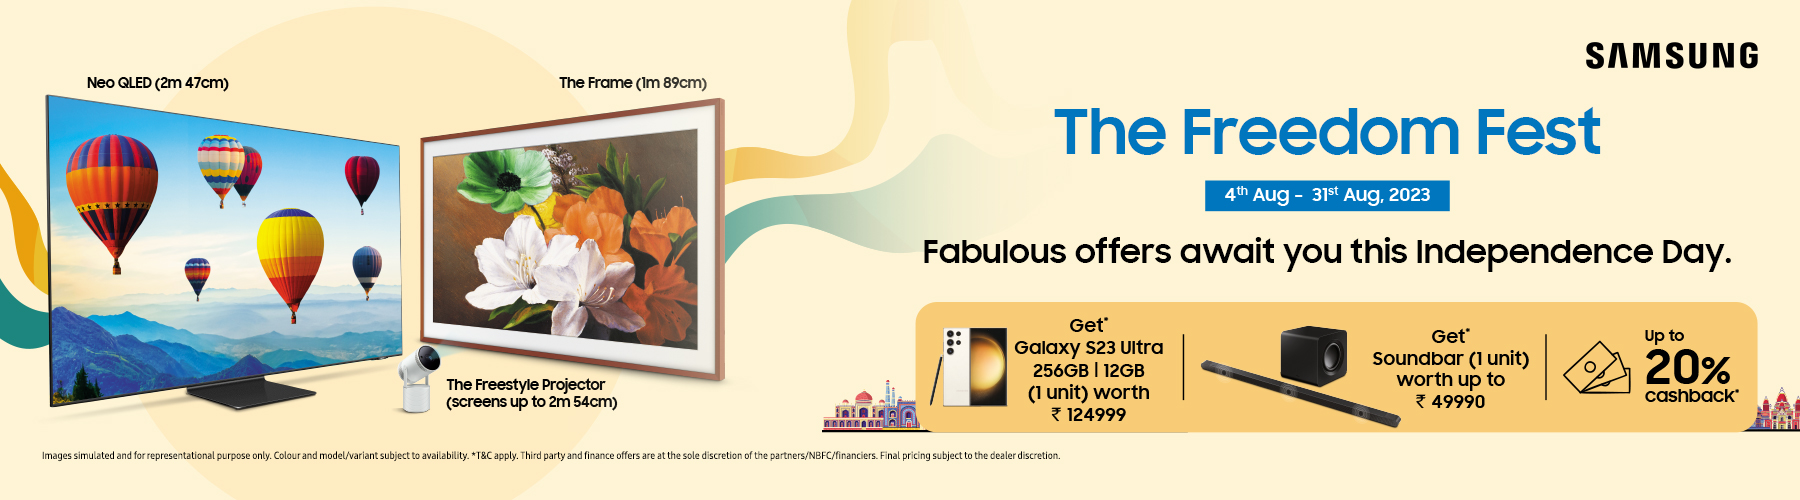 Neo QLED (2m 47cm)
The Frame (1m 89cm)
The Freestyle Projector
(screens up to 2m 54cm)
SAMSUNG
The Freedom Fest
4th Aug - 31st Aug, 2023
Fabulous offers await you this Independence Day.
Get*
Galaxy S23 Ultra
256GB | 12GB
(1 unit) worth
₹ 124999
Get*
Soundbar (1 unit)
worth up to
₹ 49990
Up to
20%
cashback*
Images simulated and for representational purpose only. Colour and model/variant subject to availability. *T&C apply. Third party and finance offers are at the sole discretion of the partners/NBFC/financiers. Final pricing subject to the dealer discretion.